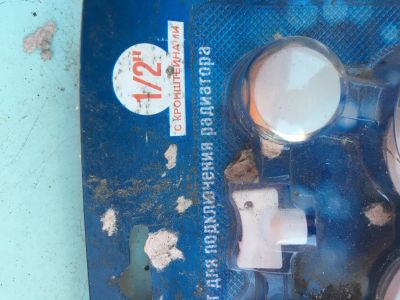 1/2"
С КРОНШТЕЙНАМИ
для подключения радиатора